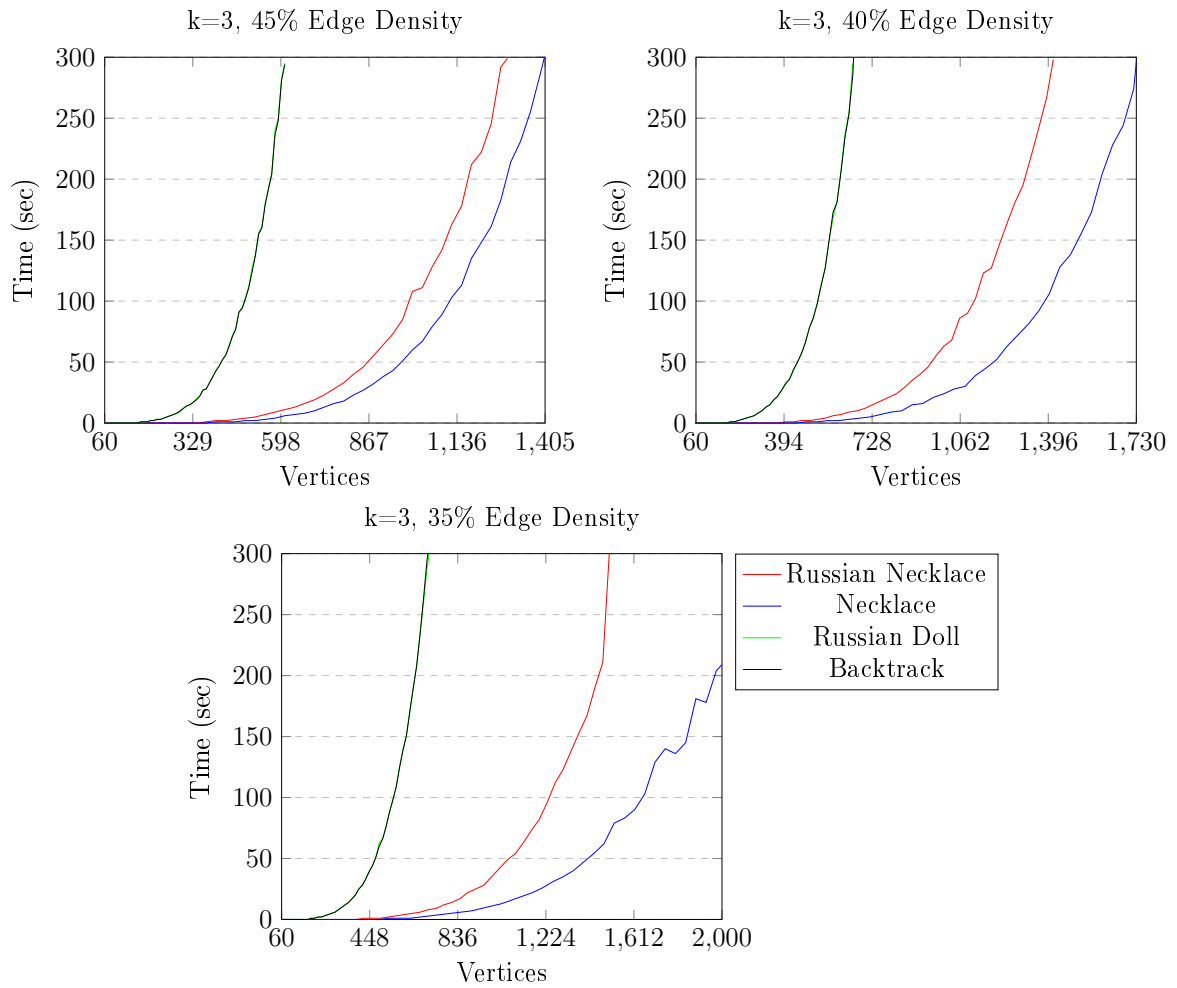 k=3, 45% Edge Density
300
250
200
150
100
50
0
Time (sec)
60 329 598 867 1,136 1,405
Vertices
k=3, 40% Edge Density
300
250
200
150
100
50
0
Time (sec)
60 394 728 1,062 1,396 1,730
Vertices
k=3, 35% Edge Density
300
250
200
150
100
50
0
Time (sec)
60 448 836 1,224 1,612 2,000
Vertices
Russian Necklace
Necklace
Russian Doll
Backtrack